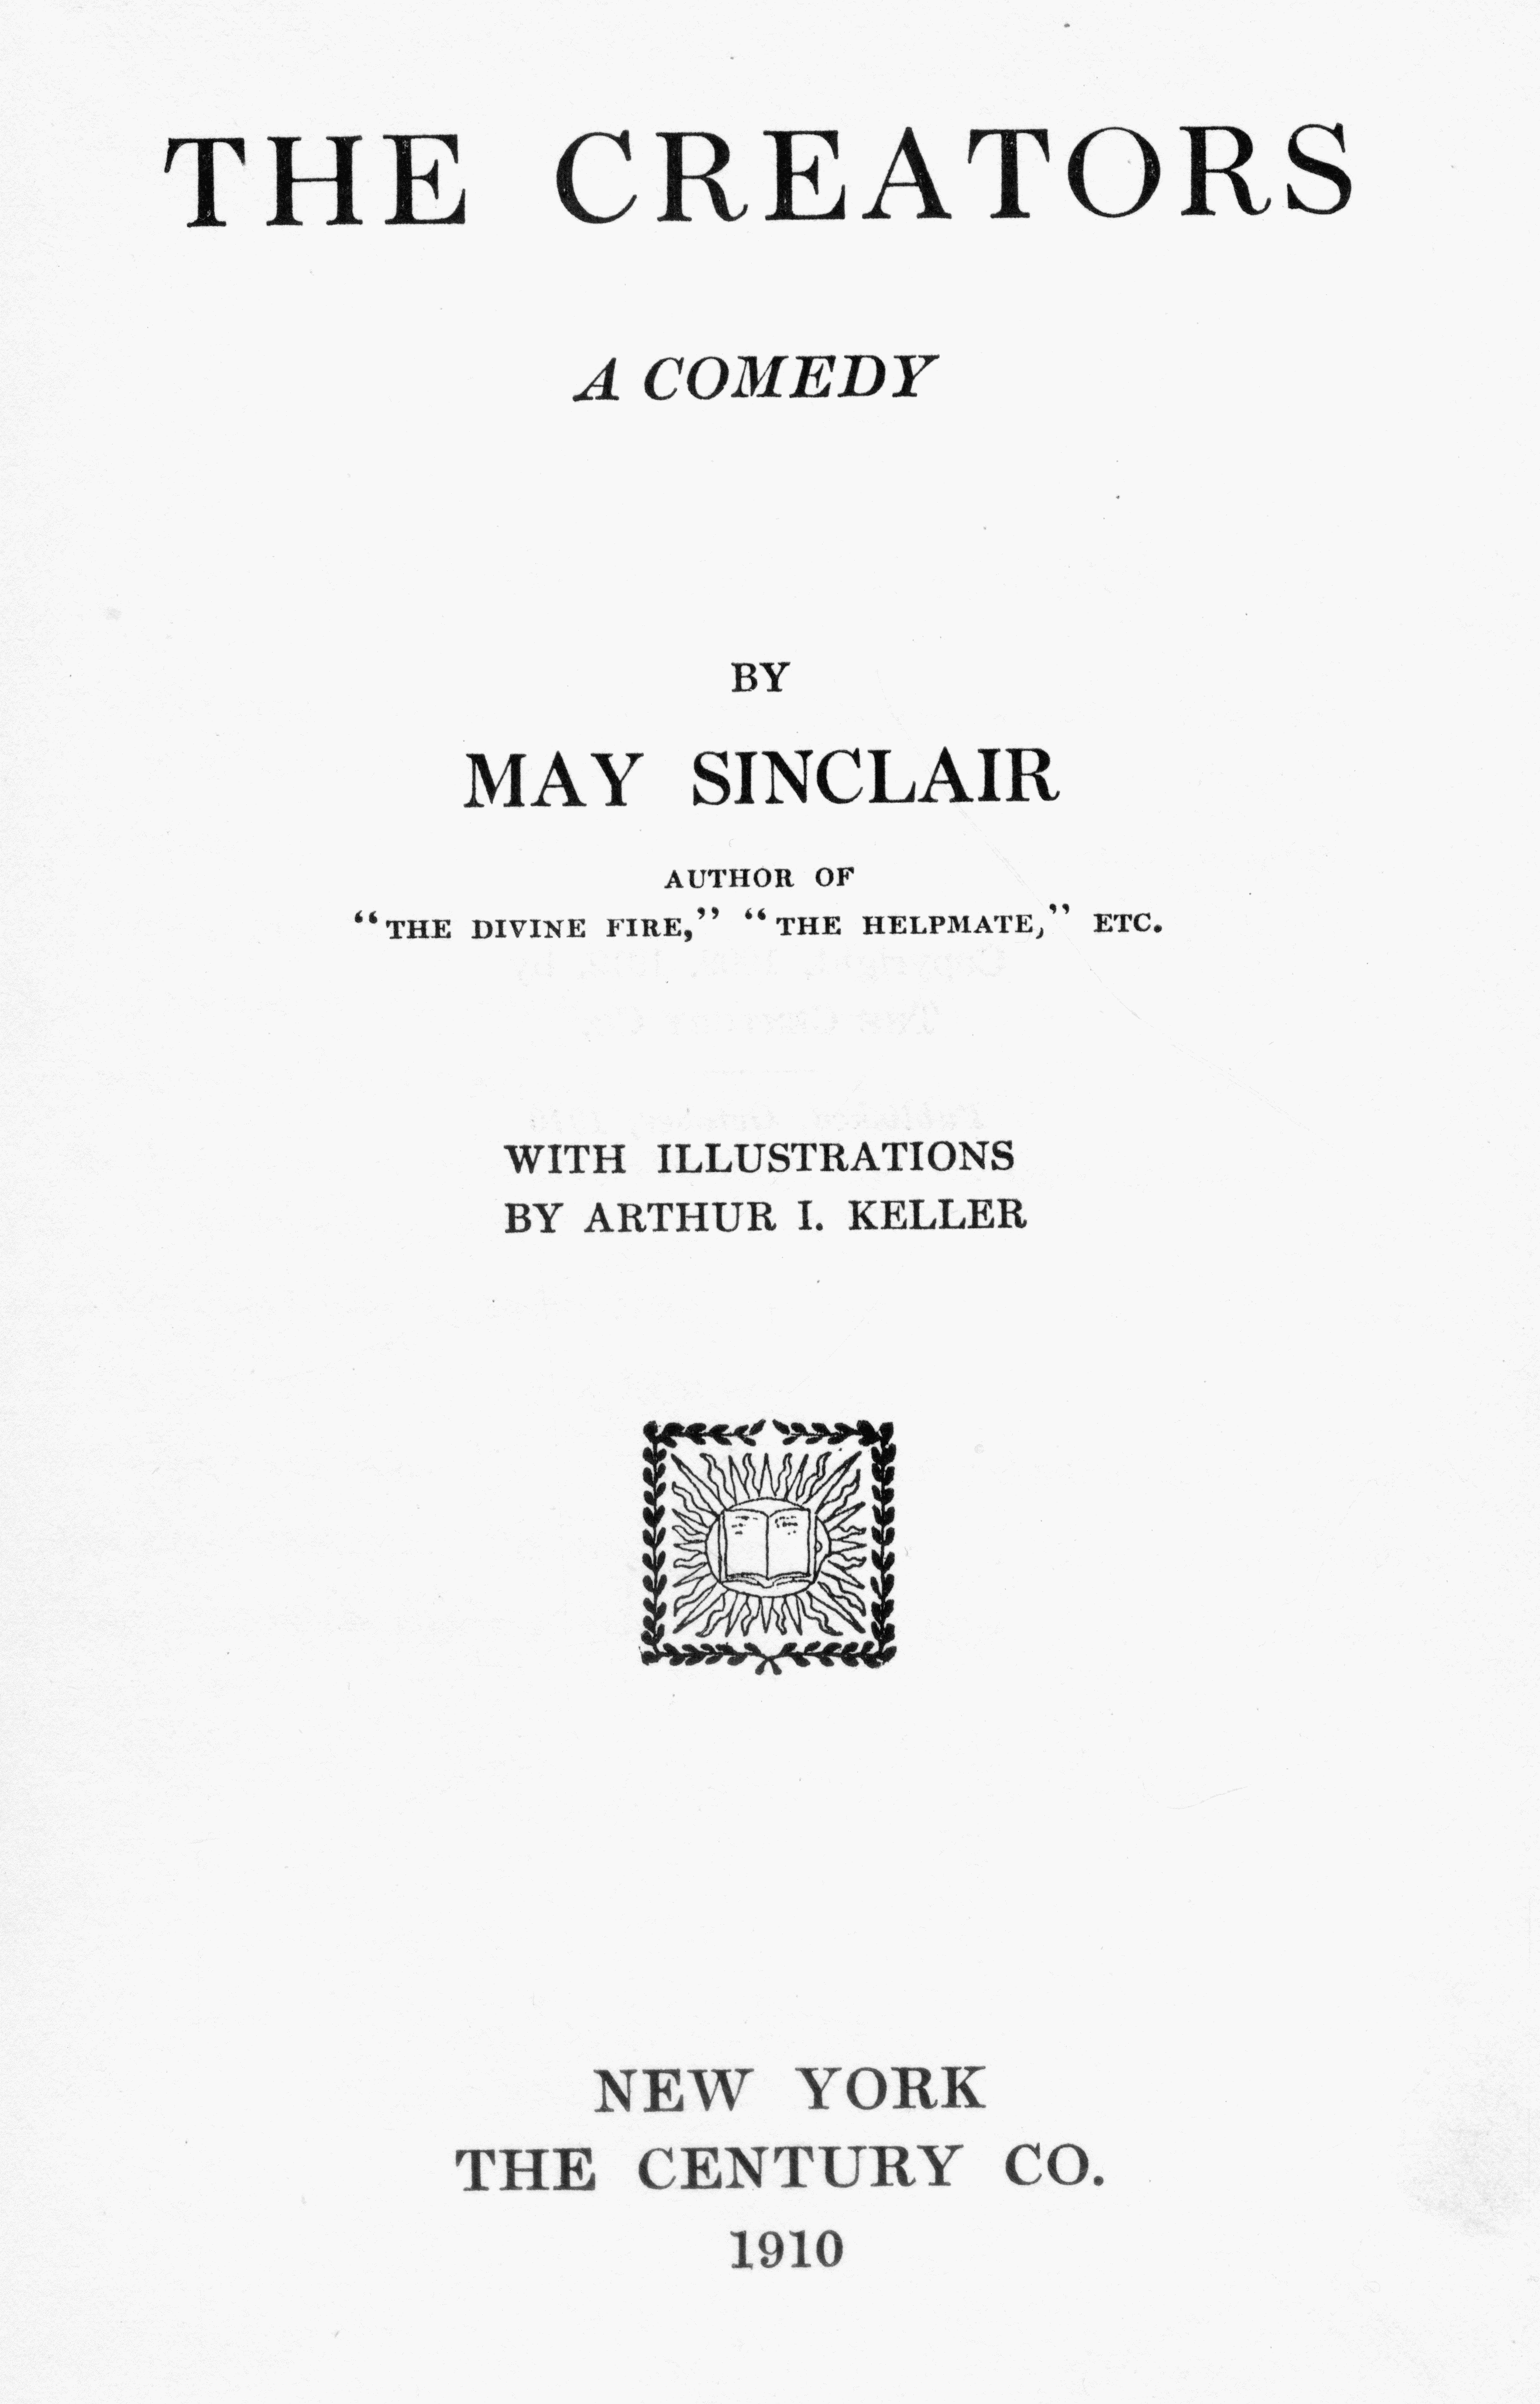 THE CREATORS
A COMEDY
BY
MAY SINCLAIR
AUTHOR OF
“THE DIVINE FIRE,” “THE HELPMATE,” ETC.
WITH ILLUSTRATIONS
BY ARTHUR I. KELLER
NEW YORK
THE CENTURY CO.
1910